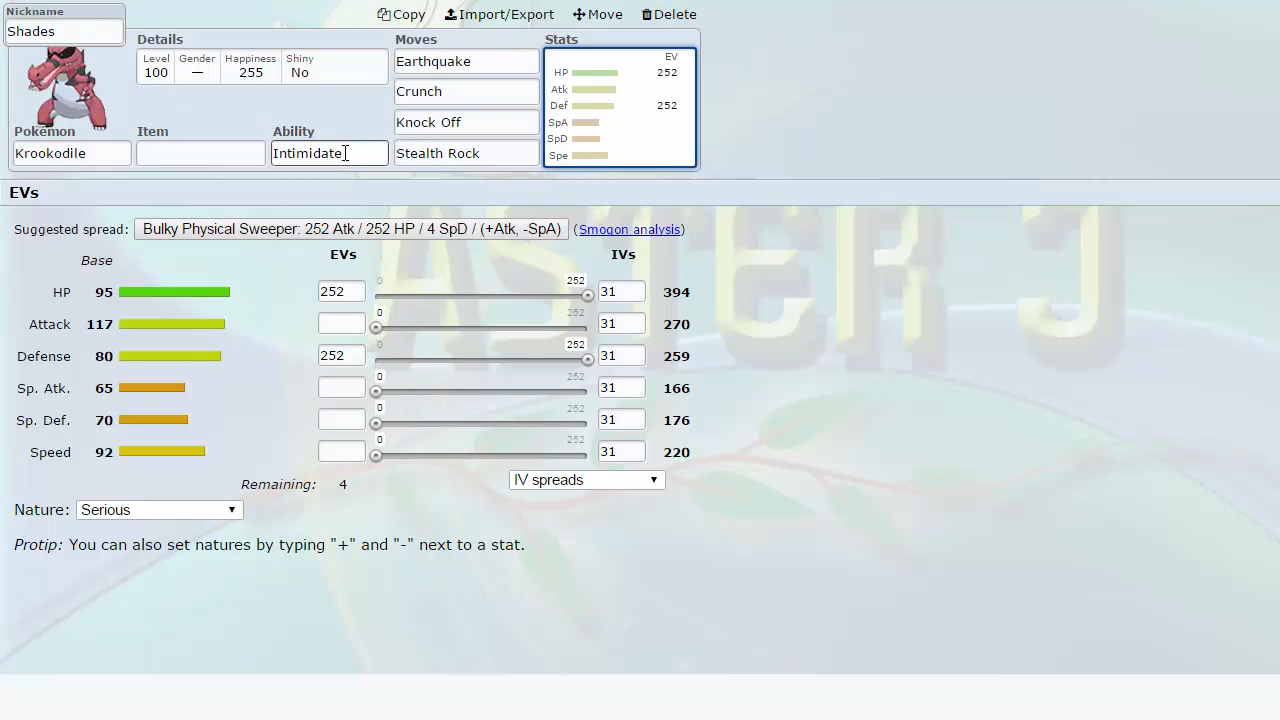 Nickname
Shades
Copy Import/Export Move Delete
Details
Level Gender Happiness Shiny
100 — 255 No
Pokémon
Krookodile
Item
Ability
Intimidate
Moves
Earthquake
Crunch
Knock Off
Stealth Rock
Stats
EV
HP 252
Atk
Def 252
SpA
SpD
Spe
EVs
Suggested spread: Bulky Physical Sweeper: 252 Atk / 252 HP / 4 SpD / (+Atk, -SpA) (Smogon analysis)
Base EVs IVs
HP 95 252 0 252 31 394
Attack 117 0 252 31 270
Defense 80 252 0 252 31 259
Sp. Atk. 65 0 252 31 166
Sp. Def. 70 0 252 31 176
Speed 92 0 252 31 220
Remaining: 4 IV spreads
Nature: Serious
Protip: You can also set natures by typing "+" and "-" next to a stat.
ASTER J